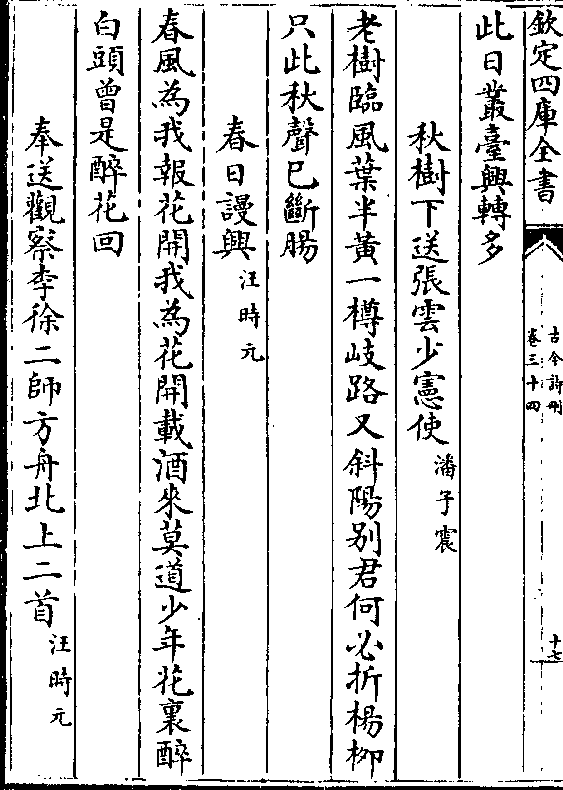 欽定四庫全書
古今詩刪
卷三十四
十七
此日叢臺興轉多
秋樹下送張雲少憲使
潘子震
老樹臨風葉半黃一樽岐路又斜陽别君何必折楊柳
只此秋聲已斷腸
春日謾興
汪時元
春風為我報花開我為花開載酒來莫道少年花裏醉
白頭曾是醉花回
奉送觀察李徐二師方舟北上二首
汪時元